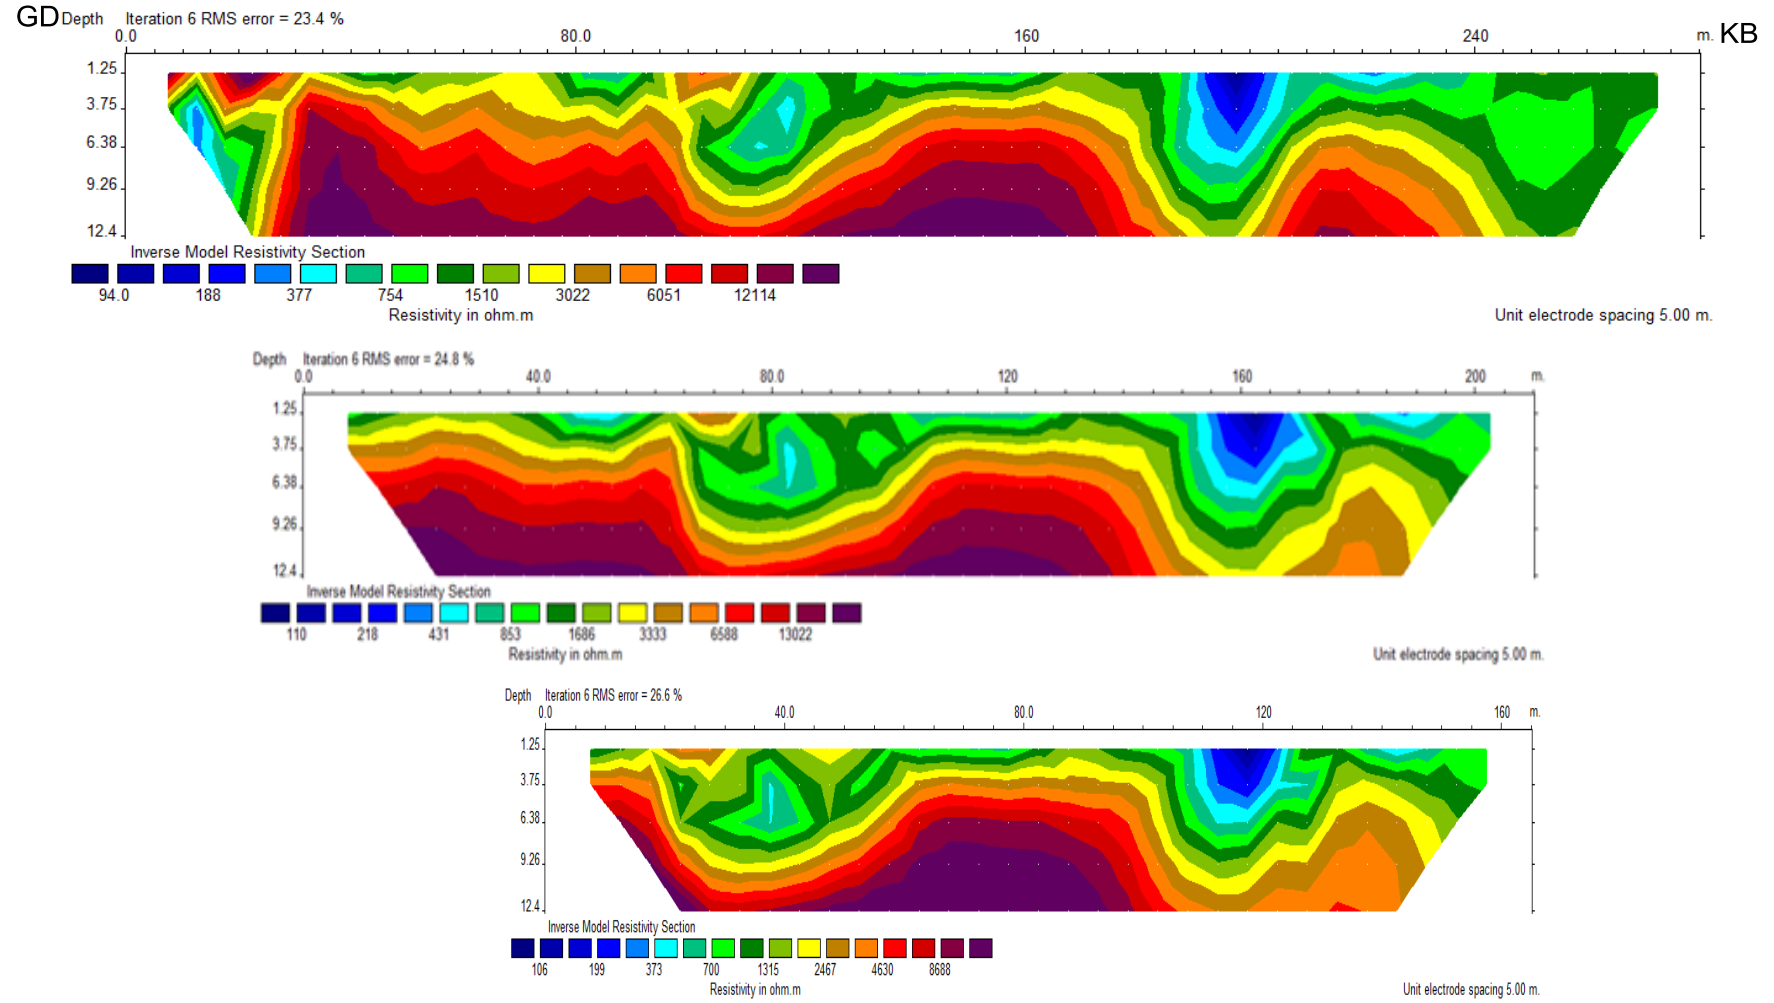 GD Depth Iteration 6 RMS error = 23.4 %
0.0 80.0 160 240 m. KB
1.25
3.75
6.38
9.26
12.4
Inverse Model Resistivity Section
94.0 188 377 754 1510 3022 6051 12114
Resistivity in ohm.m
Unit electrode spacing 5.00 m.
Depth Iteration 6 RMS error = 24.8 %
0.0 40.0 80.0 120 160 200 m.
1.25
3.75
6.38
9.26
12.4
Inverse Model Resistivity Section
110 218 431 853 1686 3333 6588 13022
Resistivity in ohm.m
Unit electrode spacing 5.00 m.
Depth Iteration 6 RMS error = 26.6 %
0.0 40.0 80.0 120 160 m.
1.25
3.75
6.38
9.26
12.4
Inverse Model Resistivity Section
106 199 373 700 1315 2467 4630 8688
Resistivity in ohm.m
Unit electrode spacing 5.00 m.